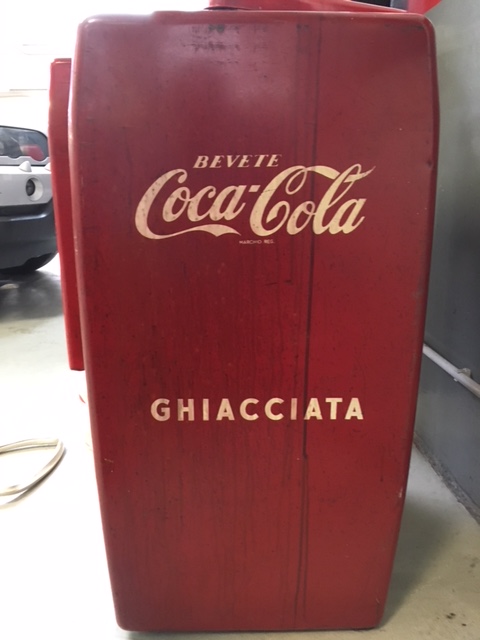 BEVETE
Coca-Cola
MARCHIO REG.
GHIACCIATA